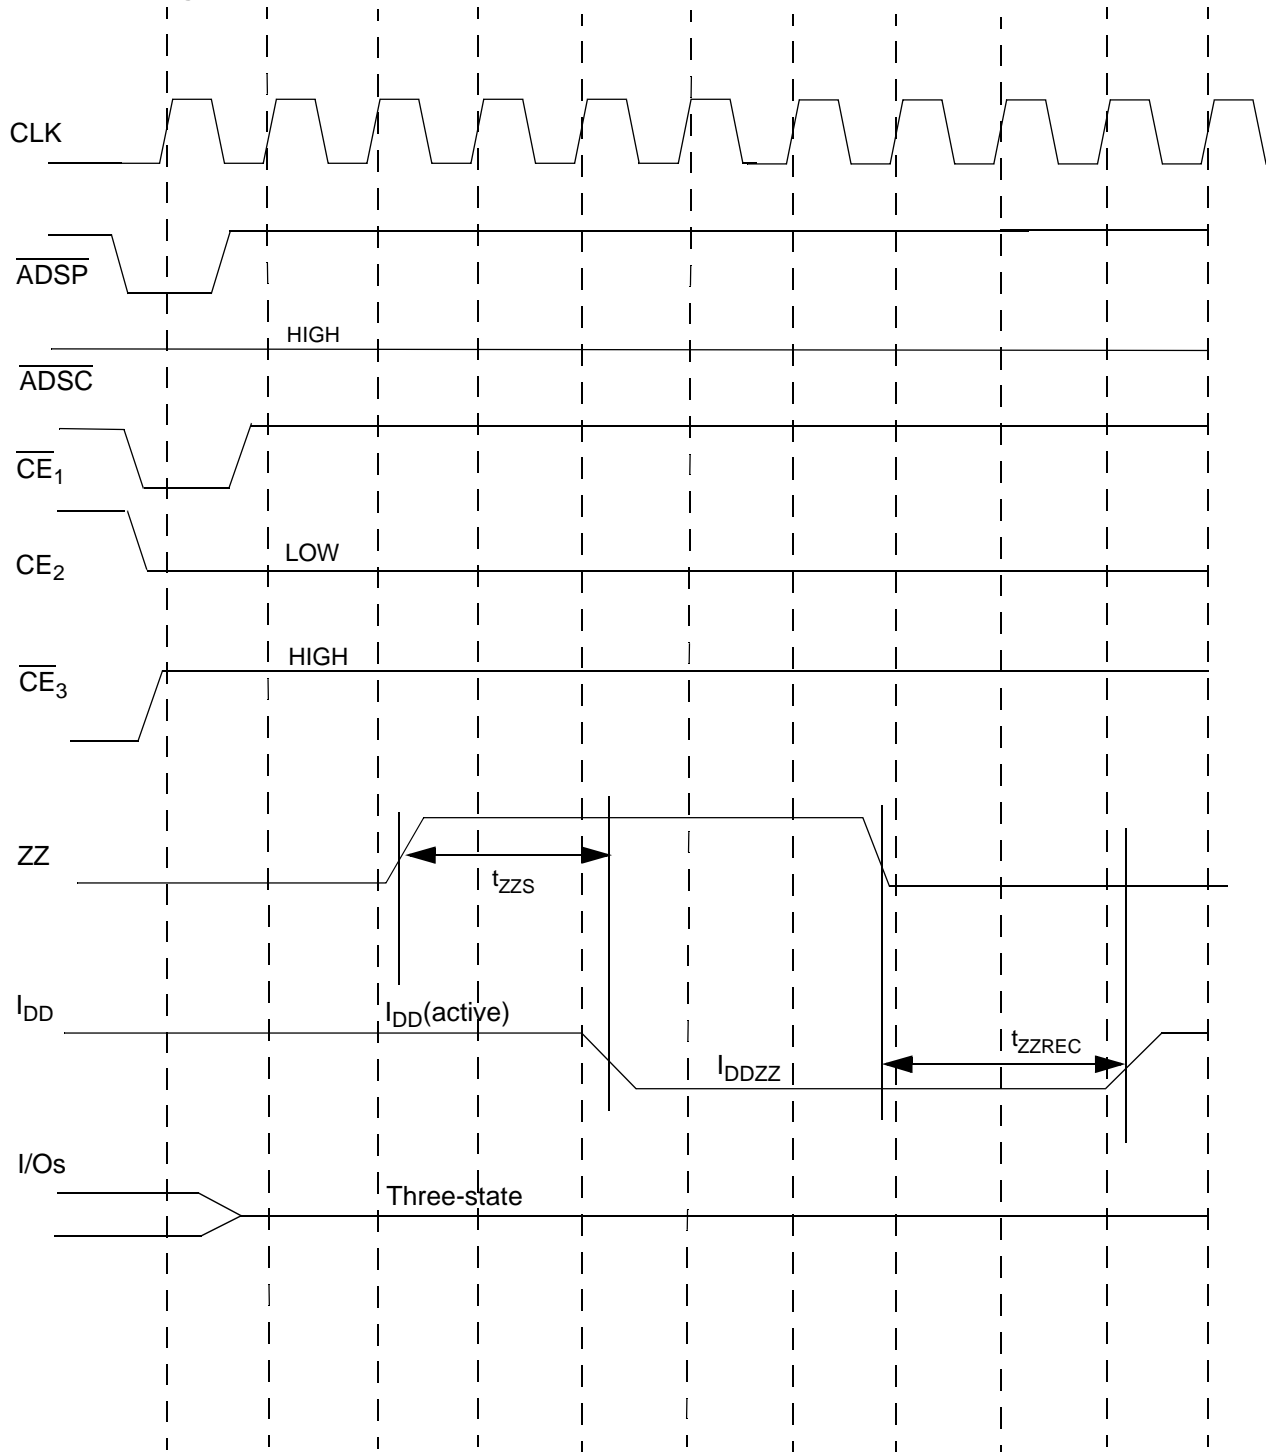 CLK
ADSP
HIGH
ADSC
CE1
LOW
CE2
HIGH
CE3
ZZ
tZZS
IDD
IDD(active)
tZZREC
IDDZZ
I/Os
Three-state